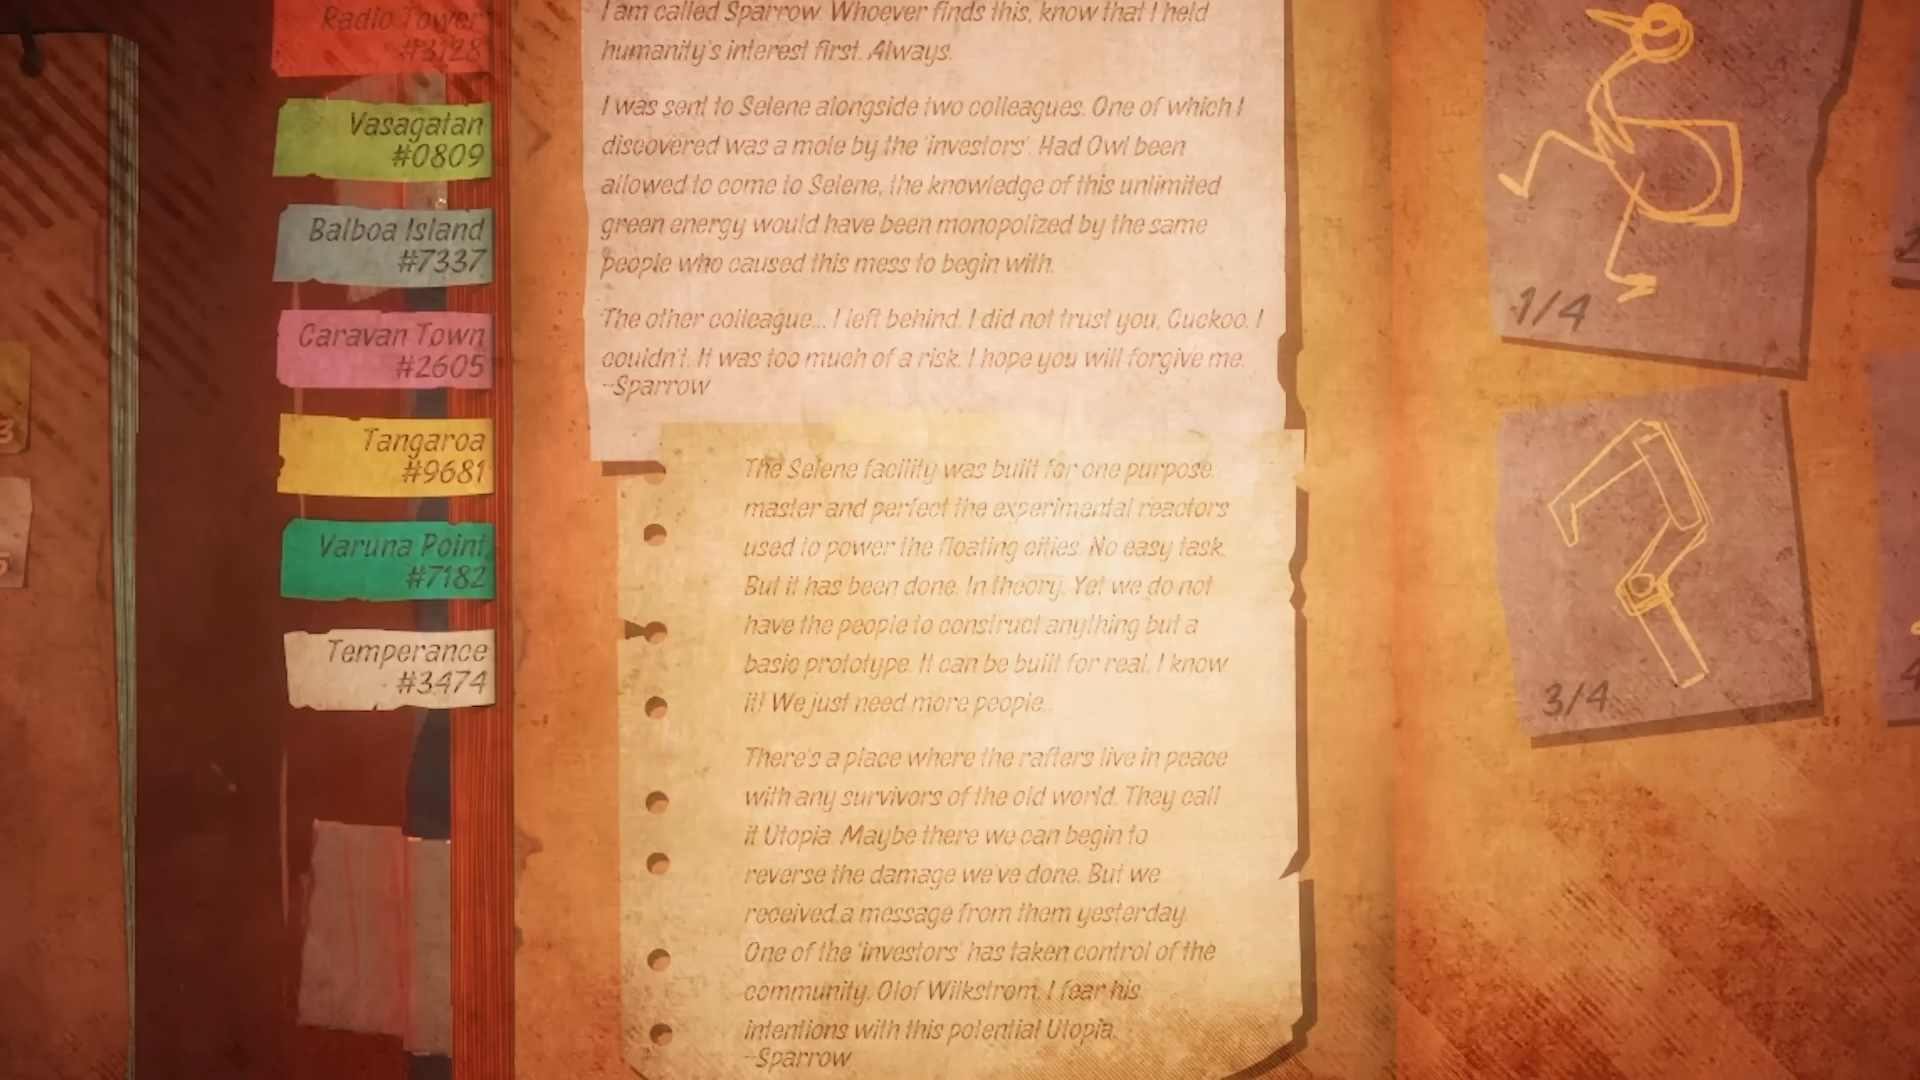 Radio Tower
#3128
Vasagatan
#0809
Balboa Island
#7337
Caravan Town
#2605
Tangaroa
#9681
Varuna Point
#7182
Temperance
#3474
I am called Sparrow. Whoever finds this, know that I held
humanity's interest first. Always.
I was sent to Selene alongside two colleagues. One of which I
discovered was a mole by the 'investors'. Had Owl been
allowed to come to Selene, the knowledge of this unlimited
green energy would have been monopolized by the same
people who caused this mess to begin with.
The other colleague... I left behind. I did not trust you, Cuckoo. I
couldn't. It was too much of a risk. I hope you will forgive me.
-Sparrow
The Selene facility was built for one purpose:
master and perfect the experimental reactors
used to power the floating cities. No easy task.
But it has been done. In theory. Yet we do not
have the people to construct anything but a
basic prototype. It can be built for real, I know
it! We just need more people..
There's a place where the rafters live in peace
with any survivors of the old world. They call
it Utopia. Maybe there we can begin to
reverse the damage we've done. But we
received a message from them yesterday.
One of the 'investors' has taken control of the
community, Olof Wilkstrom. I fear his
intentions with this potential Utopia.
-Sparrow
1/4
3/4
3
5
2
4